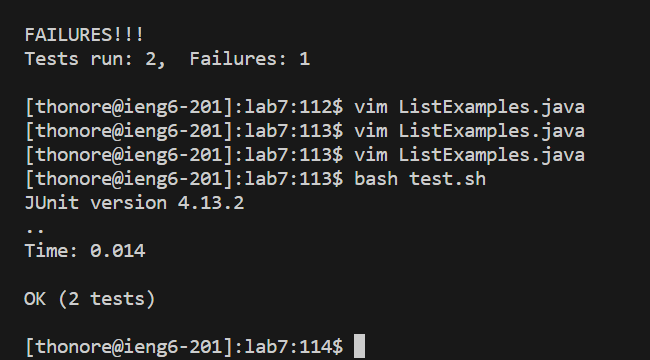 FAILURES!!!
Tests run: 2,  Failures: 1
[thonore@ieng6-201]:lab7:112$ vim ListExamples.java
[thonore@ieng6-201]:lab7:113$ vim ListExamples.java
[thonore@ieng6-201]:lab7:113$ vim ListExamples.java
[thonore@ieng6-201]:lab7:113$ bash test.sh
JUnit version 4.13.2
..
Time: 0.014
OK (2 tests)
[thonore@ieng6-201]:lab7:114$